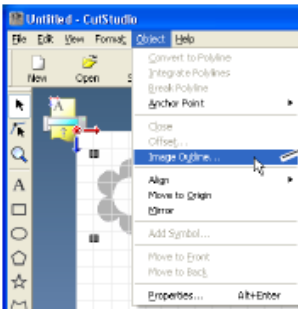 Untitled - CutStudio
File Edit View Format Object Help
New Open S
Convert to Polyline
Integrate Polylines
Break Polyline
Anchor Point
Close
Offset...
Image Outline...
Align
Move to Origin
Mirror
Add Symbol...
Move to Front
Move to Back
Properties... Alt+Enter
A
?
A